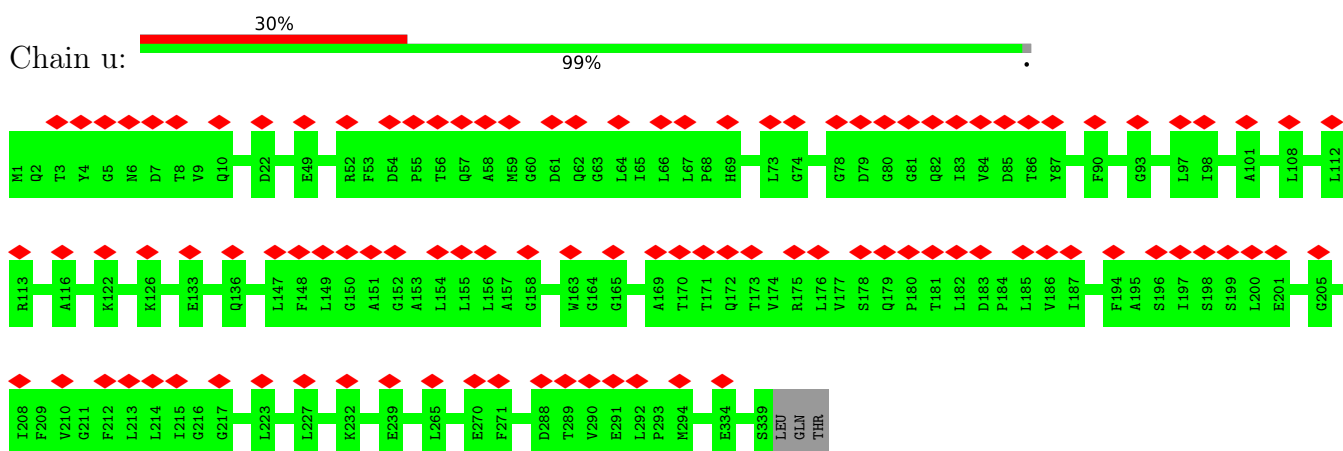 30%
Chain u:
99%
.
M1 Q2 T3 Y4 G5 N6 D7 T8 V9 Q10 D22 E49 R52 F53 D54 P55 T56 Q57 A58 M59 G60 D61 Q62 G63 L64 I65 L66 L67 P68 H69 L73 G74 G78 D79 G80 G81 Q82 I83 V84 D85 T86 Y87 F90 G93 L97 I98 A101 L108 L112
R113 A116 K122 K126 E133 Q136 L147 F148 L149 G150 A151 G152 A153 L154 L155 L156 A157 G158 W163 G164 G165 A169 T170 T171 Q172 T173 V174 R175 L176 V177 S178 Q179 P180 T181 L182 D183 P184 L185 V186 I187 F194 A195 S196 I197 S198 S199 L200 E201 G205
I208 F209 V210 G211 F212 L213 L214 I215 G216 G217 L223 L227 K232 E239 L265 E270 F271 D288 T289 V290 E291 L292 P293 M294 E334 S339 LEU GLN THR